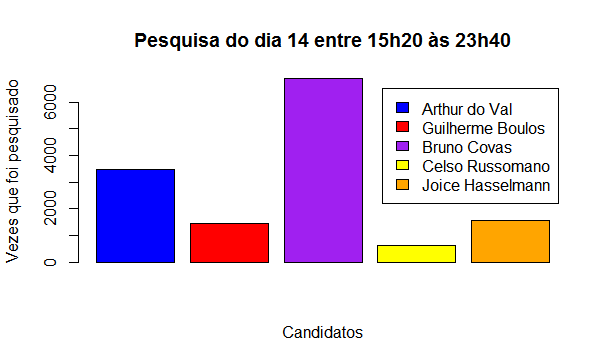 Pesquisa do dia 14 entre 15h20 às 23h40
Vezes que foi pesquisado
6000
4000
2000
0
Arthur do Val
Guilherme Boulos
Bruno Covas
Celso Russomano
Joice Hasselmann
Candidatos